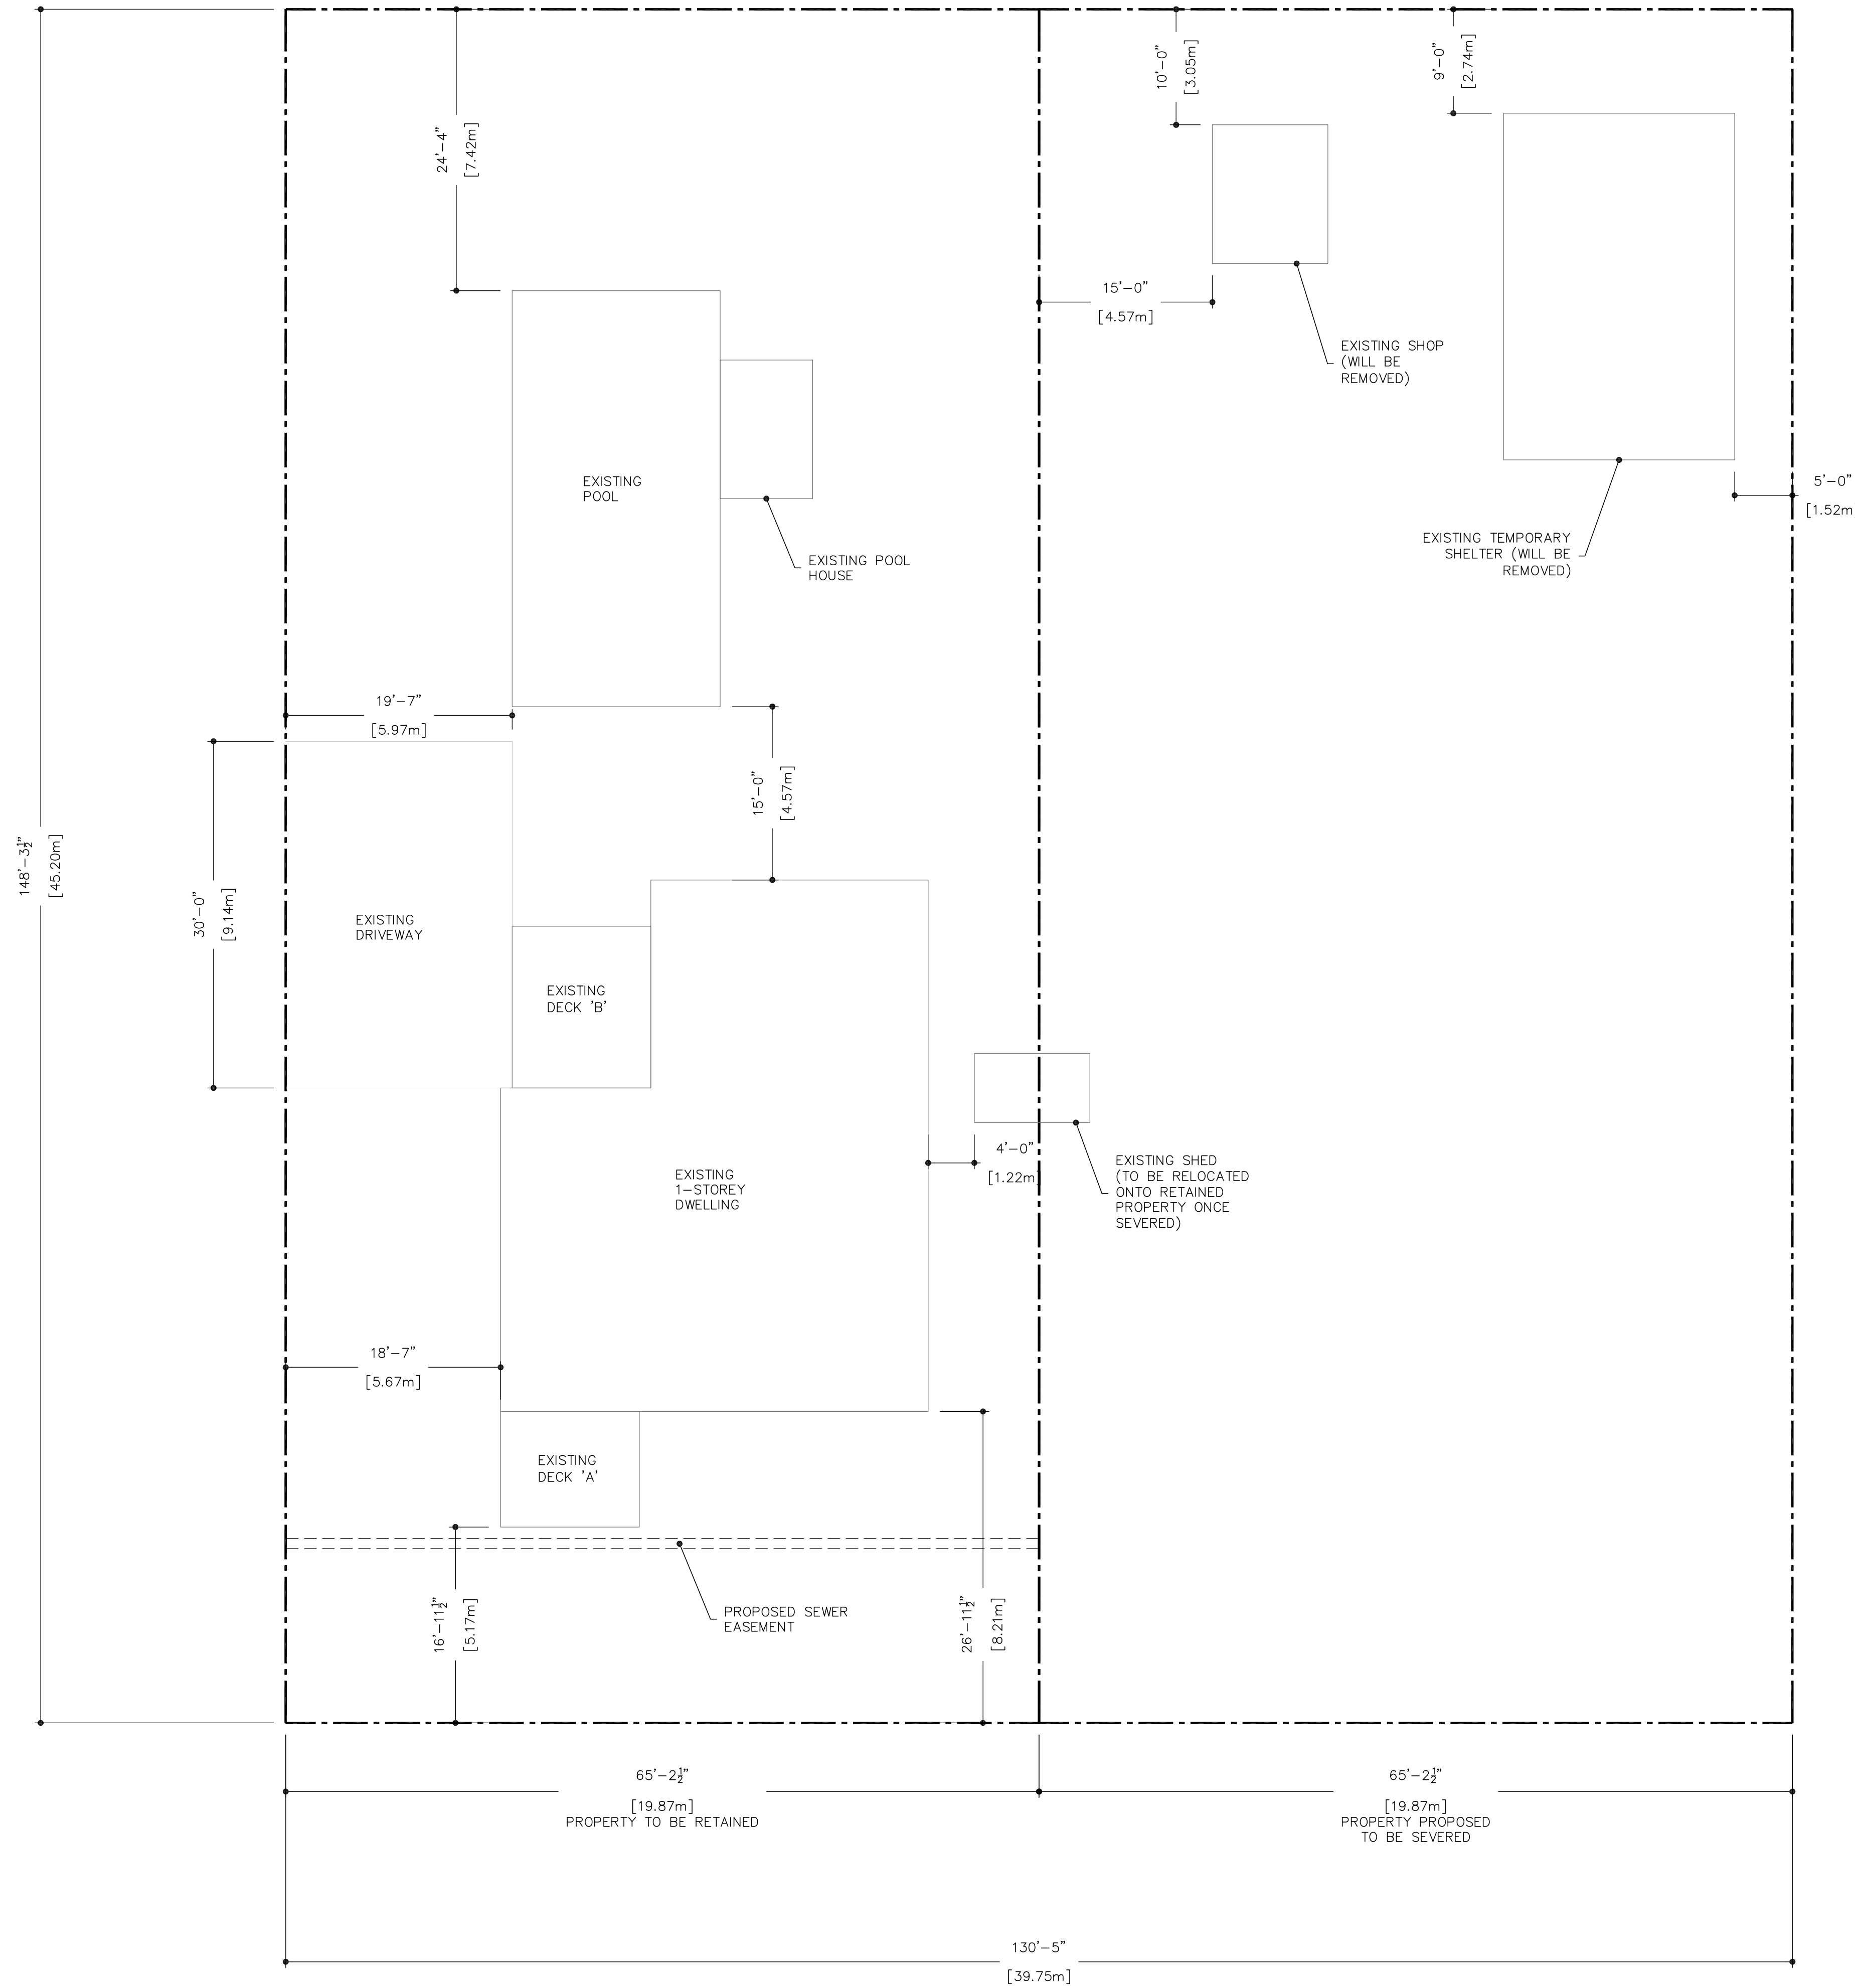 10'-0"
[3.05m]
9'-0"
[2.74m]
24'-4"
[7.42m]
15'-0"
[4.57m]
EXISTING SHOP
(WILL BE
REMOVED)
EXISTING
POOL
5'-0"
[1.52m
EXISTING TEMPORARY
SHELTER (WILL BE
REMOVED)
EXISTING POOL
HOUSE
19'-7"
[5.97m]
15'-0"
[4.57m]
148'-3½"
[45.20m]
30'-0"
[9.14m]
EXISTING
DRIVEWAY
EXISTING
DECK 'B'
4'-0"
[1.22m]
EXISTING SHED
(TO BE RELOCATED
ONTO RETAINED
PROPERTY ONCE
SEVERED)
EXISTING
1-STOREY
DWELLING
18'-7"
[5.67m]
EXISTING
DECK 'A'
16'-11½"
[5.17m]
PROPOSED SEWER
EASEMENT
26'-11½"
[8.21m]
65'-2½"
[19.87m]
PROPERTY TO BE RETAINED
65'-2½"
[19.87m]
PROPERTY PROPOSED
TO BE SEVERED
130'-5"
[39.75m]